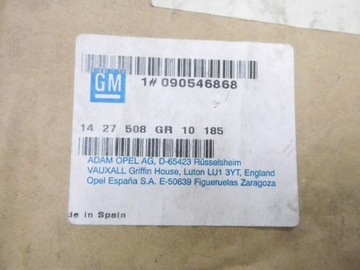 GM
1# 090546868
14 27 508 GR 10 185
ADAM OPEL AG, D-65423 Rüsselsheim
VAUXALL Griffin House, Luton LU1 3YT, England
Opel España S.A. E-50639 Figueruelas Zaragoza
de in Spain